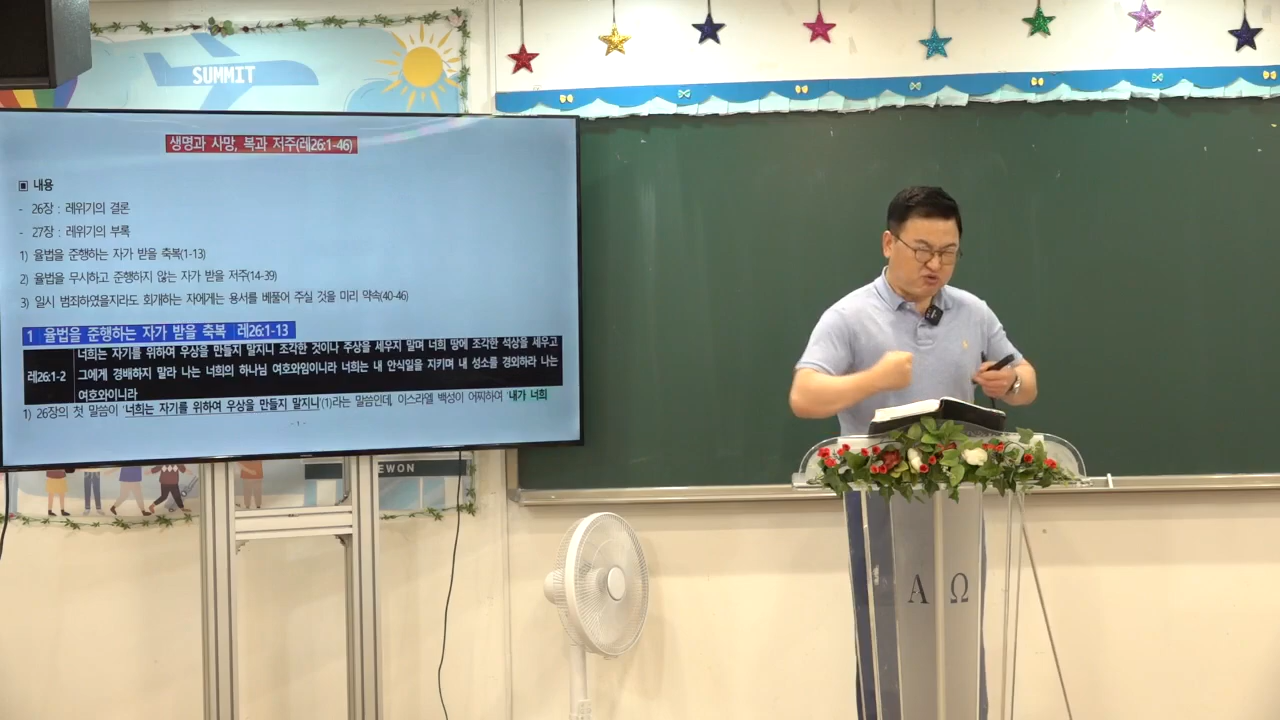 SUMMIT
생명과 사망, 복과 저주(레26:1-46)
▣ 내용
- 26장 : 레위기의 결론
- 27장 : 레위기의 부록
1) 율법을 준행하는 자가 받을 축복(1-13)
2) 율법을 무시하고 준행하지 않는 자가 받을 저주(14-39)
3) 일시 범죄하였을지라도 회개하는 자에게는 용서를 베풀어 주실 것을 미리 약속(40-46)
1 율법을 준행하는 자가 받을 축복 레26:1-13
너희는 자기를 위하여 우상을 만들지 말지니 조각한 것이나 주상을 세우지 말며 너희 땅에 조각한 석상을 세우고
레26:1-2 그에게 경배하지 말라 나는 너희의 하나님 여호와임이니라 너희는 내 안식일을 지키며 내 성소를 경외하라 나는
여호와이니라
1) 26장의 첫 말씀이 '너희는 자기를 위하여 우상을 만들지 말지니(1)라는 말씀인데, 이스라엘 백성이 어찌하여 '내가 너희
- 1 -
EWON
Α Ω